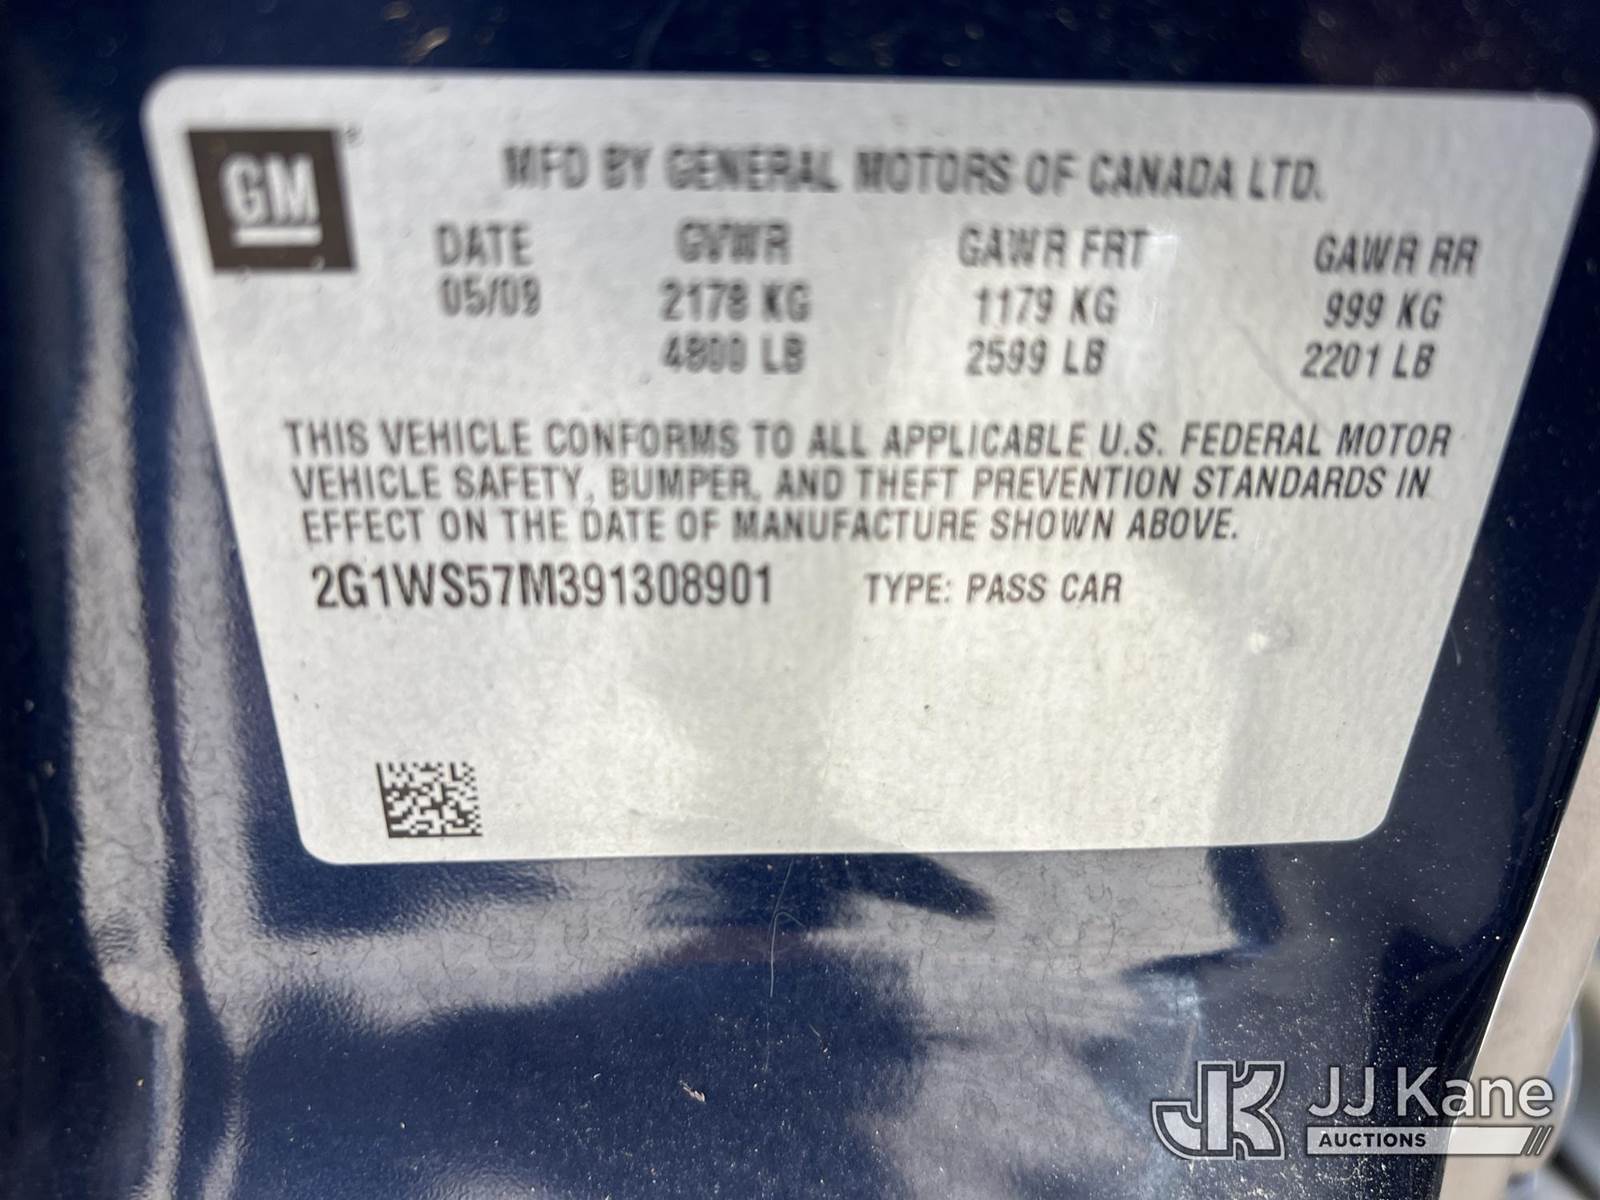 GM
MFD BY GENERAL MOTORS OF CANADA LTD.
DATE GVWR GAWR FRT GAWR RR
05/09 2178 KG 1179 KG 999 KG
4800 LB 2599 LB 2201 LB
THIS VEHICLE CONFORMS TO ALL APPLICABLE U.S. FEDERAL MOTOR
VEHICLE SAFETY, BUMPER, AND THEFT PREVENTION STANDARDS IN
EFFECT ON THE DATE OF MANUFACTURE SHOWN ABOVE.
2G1WS57M391308901 TYPE: PASS CAR
JK JJ Kane
AUCTIONS